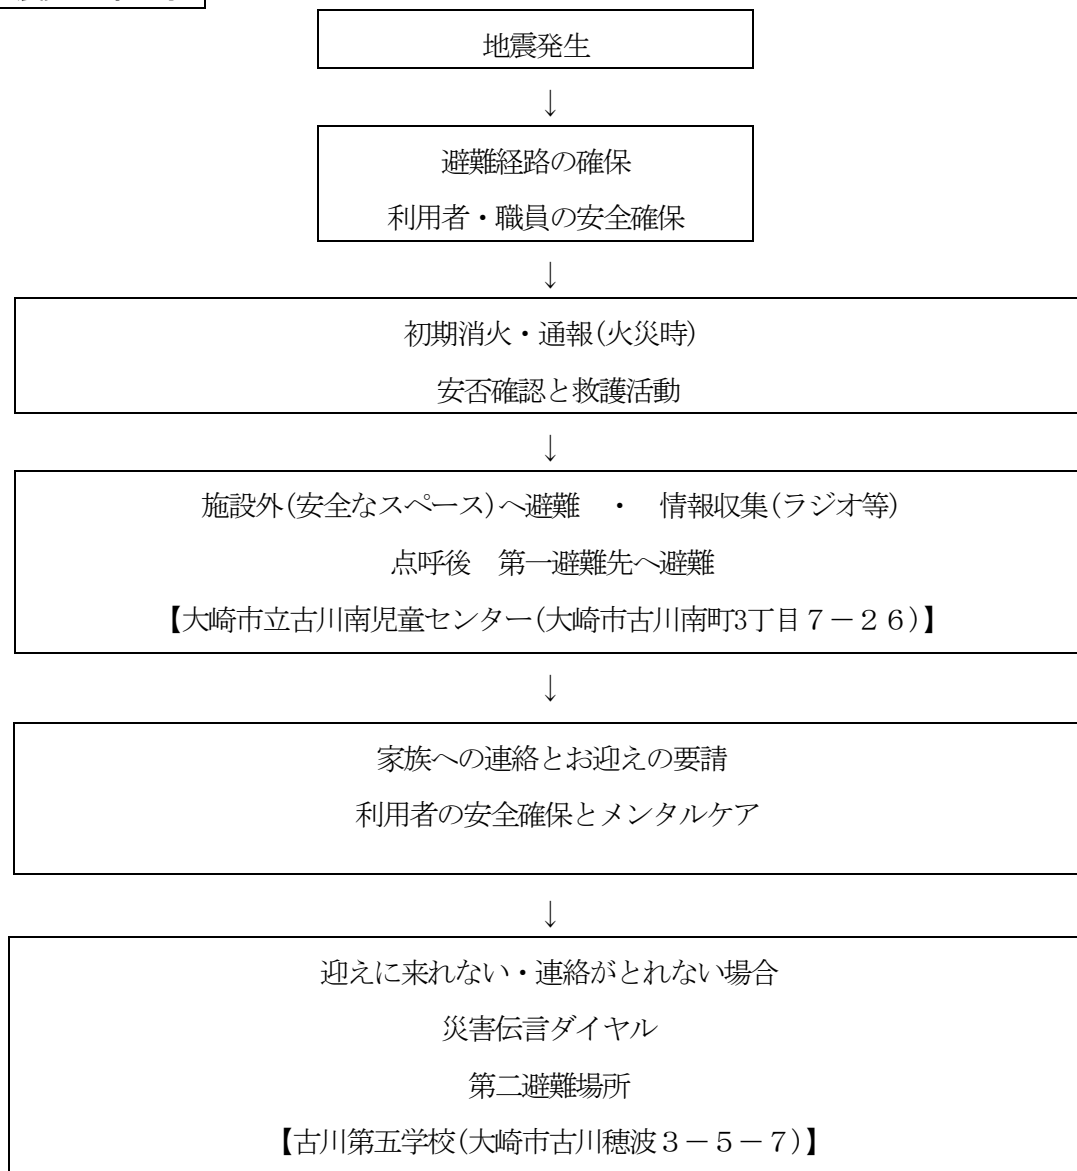 地震発生
↓
避難経路の確保
利用者・職員の安全確保
↓
初期消火・通報(火災時)
安否確認と救護活動
↓
施設外(安全なスペース)へ避難　・　情報収集(ラジオ等)
点呼後　第一避難先へ避難
【大崎市立古川南児童センター(大崎市古川南町3丁目７－２６)】
↓
家族への連絡とお迎えの要請
利用者の安全確保とメンタルケア
↓
迎えに来れない・連絡がとれない場合
災害伝言ダイヤル
第二避難場所
【古川第五学校(大崎市古川穂波３－５－７)】